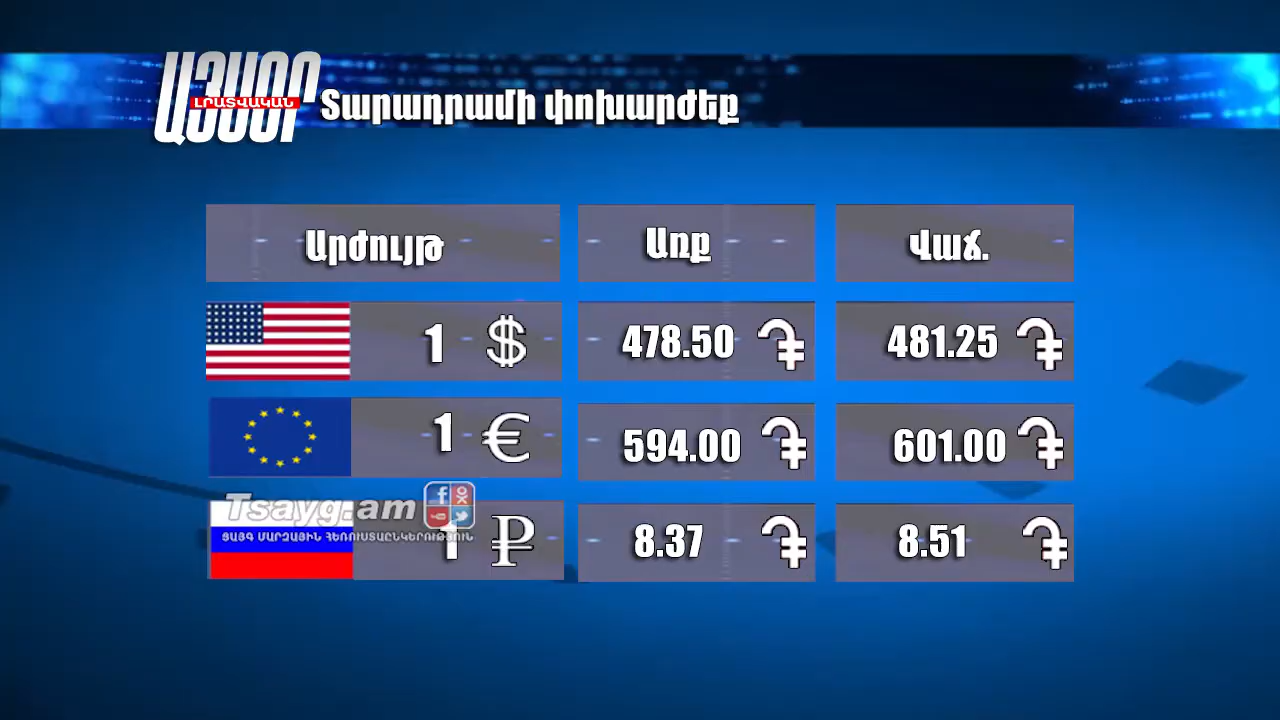 ԱՅՍՕՐ
ԼՐԱՏՎԱԿԱՆ
Տարադրամի փոխարժեք
Արժույթ Առք Վաճ.
1 $ 478.50 ֏ 481.25 ֏
1 € 594.00 ֏ 601.00 ֏
Tsayg.am
ՑԱՅԳ ՄԱՐԶԱՅԻՆ ՀԵՌՈՒՍՏԱԸՆԿԵՐՈՒԹՅՈՒՆ
1 ₽ 8.37 ֏ 8.51 ֏